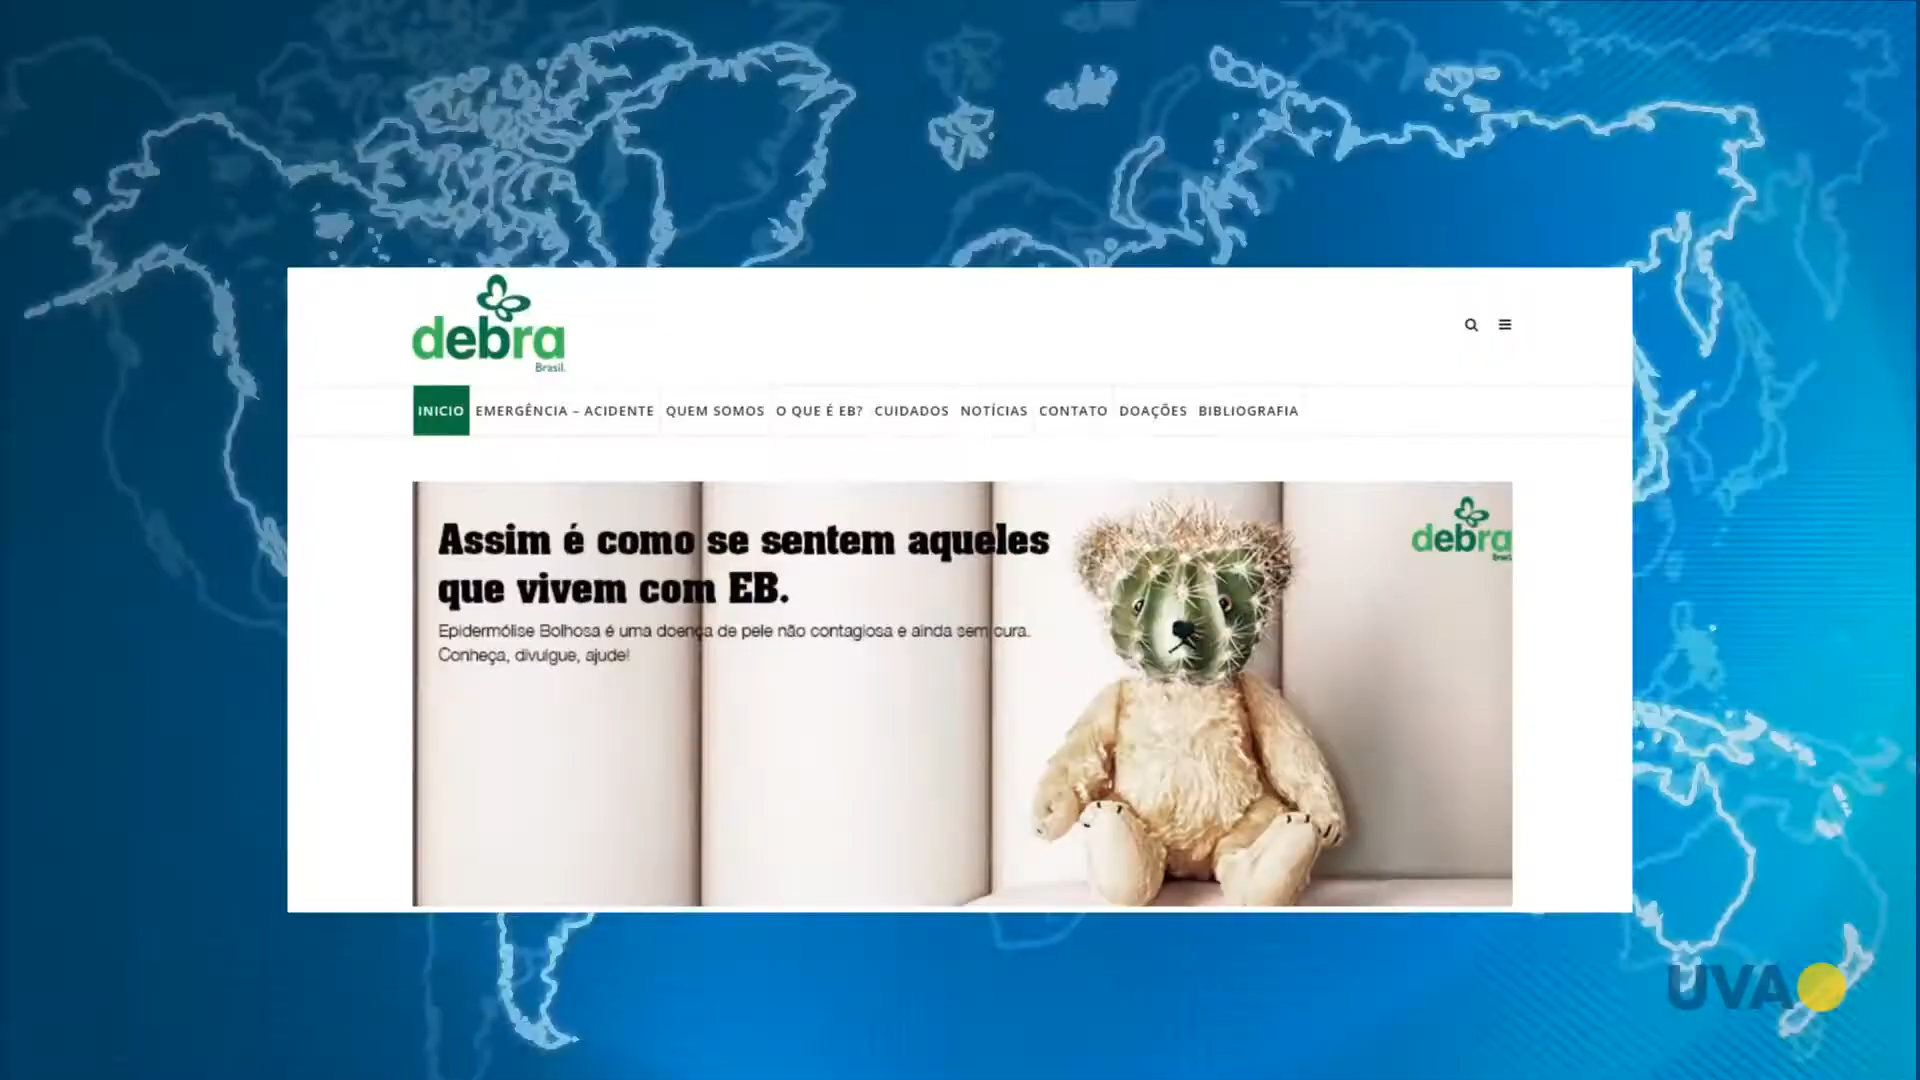 debra
Brasil.
INICIO EMERGÊNCIA – ACIDENTE QUEM SOMOS O QUE É EB? CUIDADOS NOTÍCIAS CONTATO DOAÇÕES BIBLIOGRAFIA
Assim é como se sentem aqueles
que vivem com EB.
debra
Brasil
Epidermólise Bolhosa é uma doença de pele não contagiosa e ainda sem cura.
Conheça, divulgue, ajude!
UVA